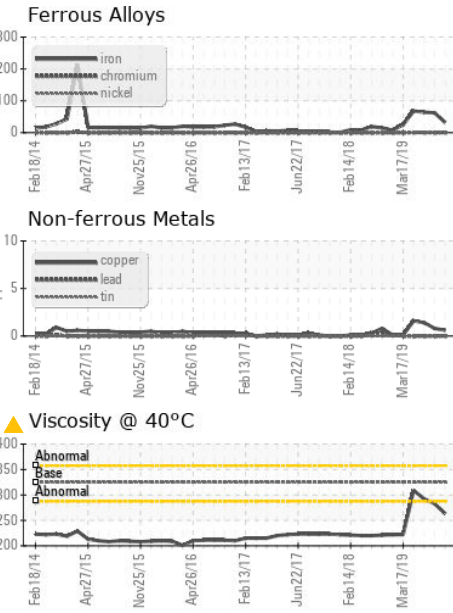 Ferrous Alloys
300
200
100
0
iron
chromium
nickel
Feb18/14
Apr27/15
Nov25/15
Apr26/16
Feb13/17
Jun22/17
Feb14/18
Mar17/19
Non-ferrous Metals
10
5
0
copper
lead
tin
Feb18/14
Apr27/15
Nov25/15
Apr26/16
Feb13/17
Jun22/17
Feb14/18
Mar17/19
Viscosity @ 40°C
400
350
300
250
200
Abnormal
Base
Abnormal
Feb18/14
Apr27/15
Nov25/15
Apr26/16
Feb13/17
Jun22/17
Feb14/18
Mar17/19